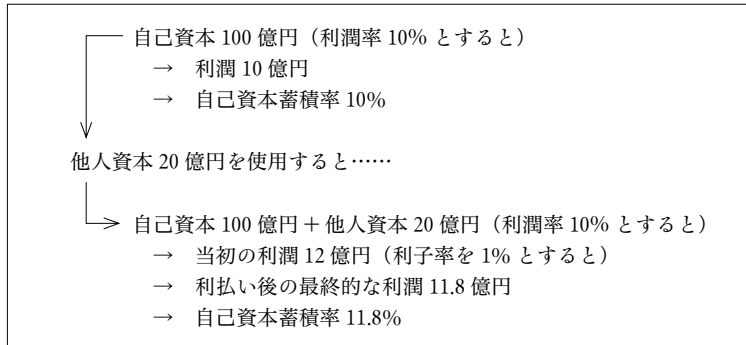 自己資本 100 億円（利潤率 10% とすると）
→ 利潤 10 億円
→ 自己資本蓄積率 10%
他人資本 20 億円を使用すると……
自己資本 100 億円＋他人資本 20 億円（利潤率 10% とすると）
→ 当初の利潤 12 億円（利子率を 1% とすると）
→ 利払い後の最終的な利潤 11.8 億円
→ 自己資本蓄積率 11.8%